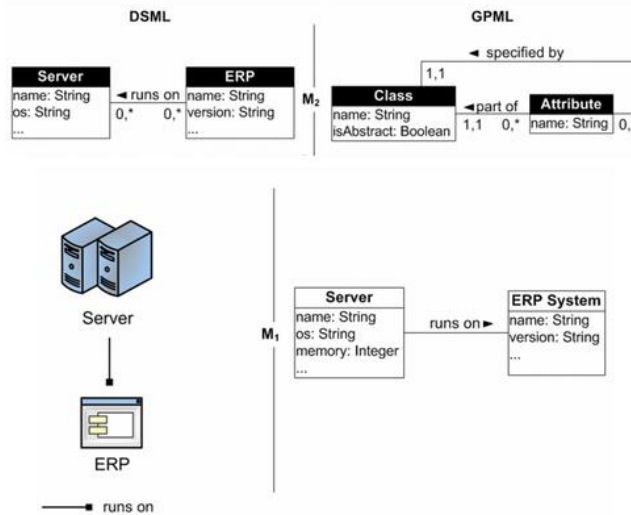 DSML
GPML
Server
name: String
os: String
...
◄ runs on
0,* 0,*
ERP
name: String
version: String
...
M₂
◄ specified by
1,1
Class
name: String
isAbstract: Boolean
◄part of
1,1 0,*
Attribute
name: String
0,
Server
ERP
runs on
M₁
Server
name: String
os: String
memory: Integer
...
runs on►
ERP System
name: String
version: String
...